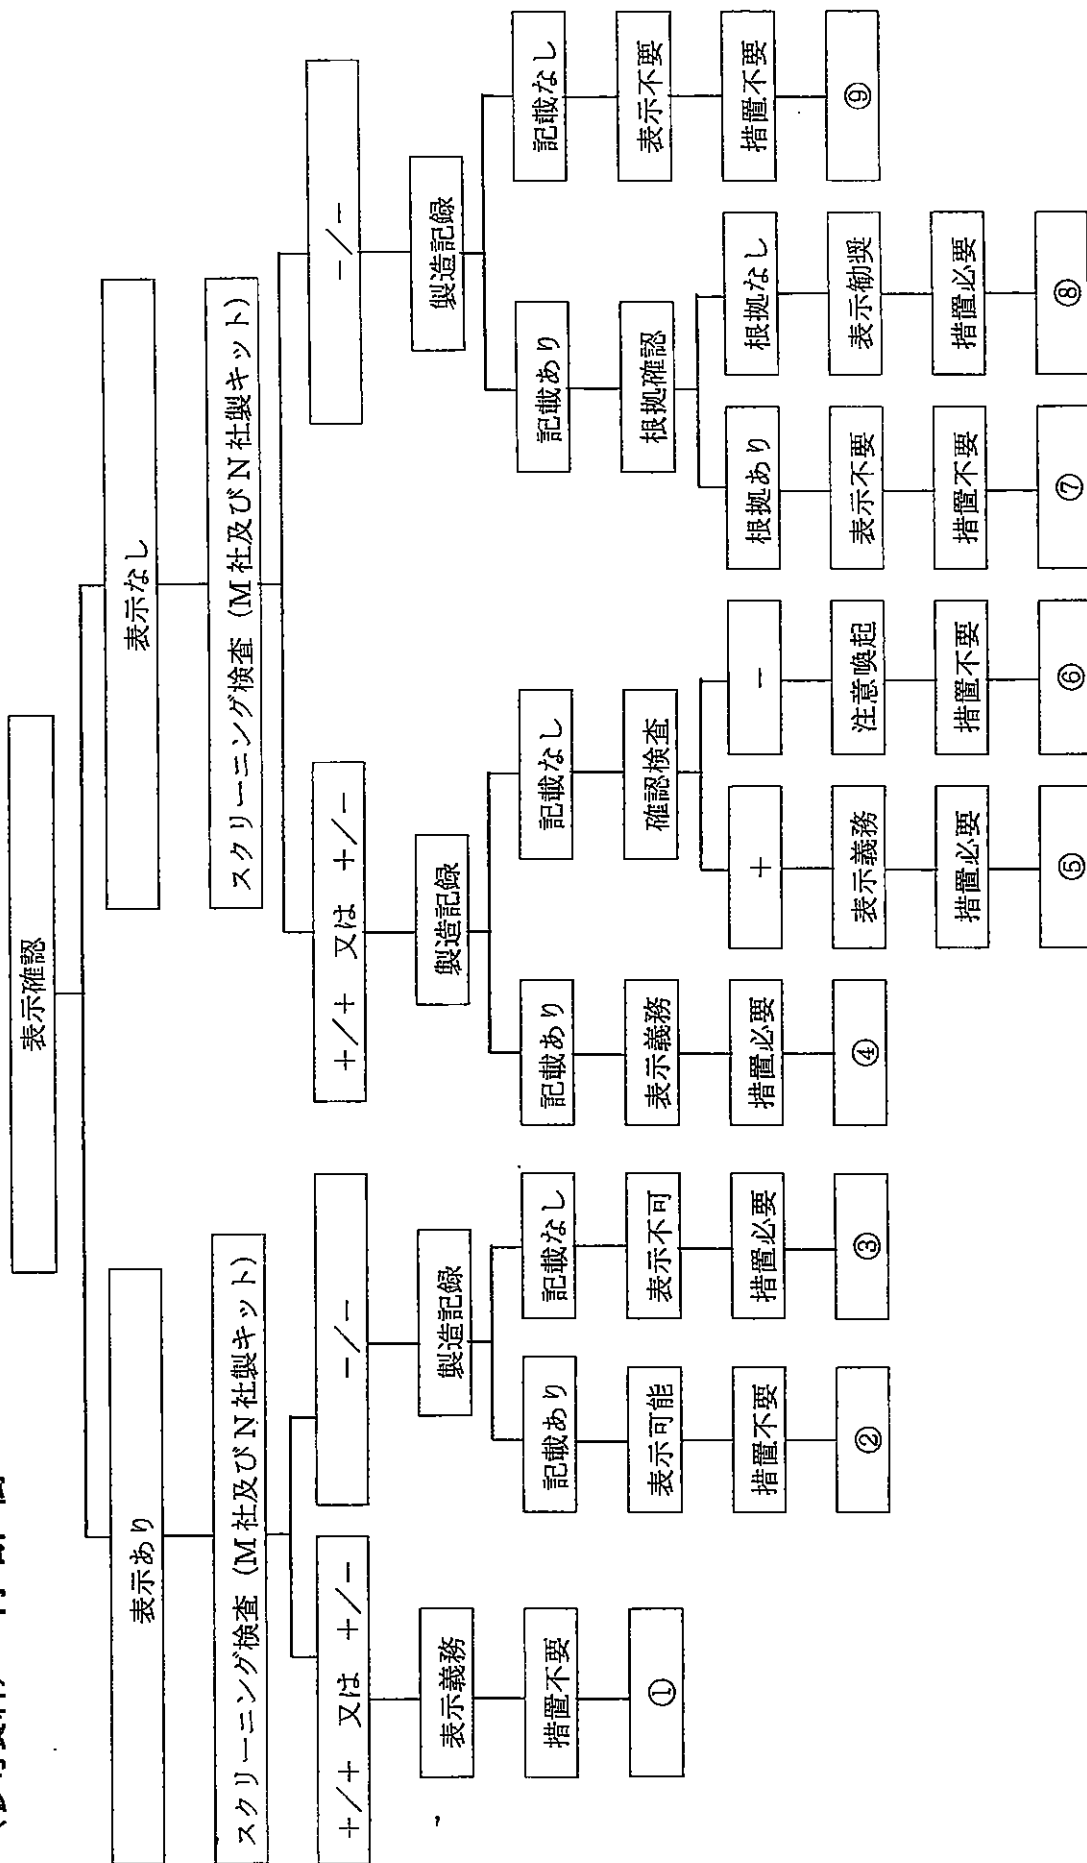 表示確認
表示あり
表示なし
スクリーニング検査（M社及びN社製キット）
スクリーニング検査（M社及びN社製キット）
＋/＋ 又は ＋/－
－/－
＋/＋ 又は ＋/－
－/－
表示義務
製造記録
製造記録
製造記録
措置不要
記載あり
記載なし
記載あり
記載なし
記載あり
記載なし
①
表示可能
表示不可
表示義務
確認検査
根拠確認
表示不要
措置不要
措置必要
措置必要
＋
－
根拠あり
根拠なし
措置不要
②
③
④
表示義務
注意喚起
表示不要
表示勧奨
⑨
措置必要
措置不要
措置不要
措置必要
⑤
⑥
⑦
⑧